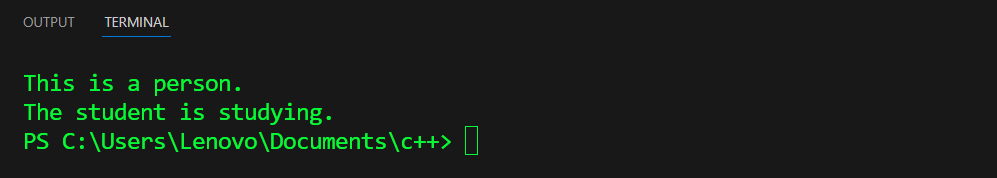 OUTPUT TERMINAL
This is a person.
The student is studying.
PS C:\Users\Lenovo\Documents\c++>